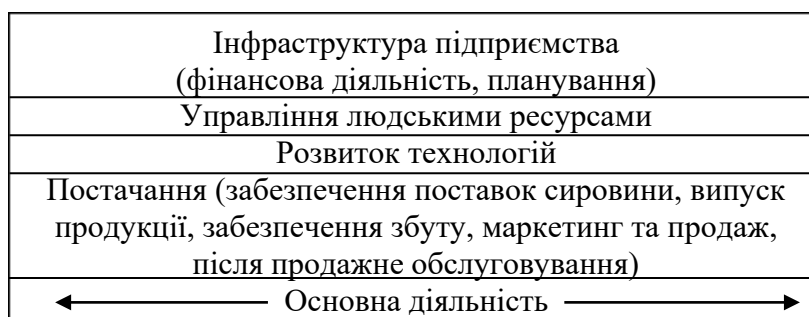 Інфраструктура підприємства
(фінансова діяльність, планування)
Управління людськими ресурсами
Розвиток технологій
Постачання (забезпечення поставок сировини, випуск
продукції, забезпечення збуту, маркетинг та продаж,
після продажне обслуговування)
Основна діяльність